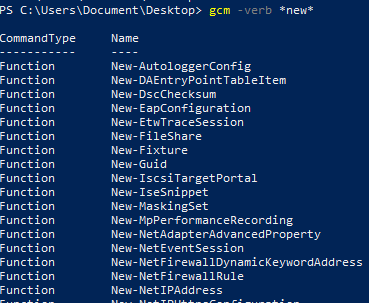 PS C:\Users\Document\Desktop> gcm -verb *new*
CommandType Name
----------- ----
Function New-AutologgerConfig
Function New-DAEntryPointTableItem
Function New-DscChecksum
Function New-EapConfiguration
Function New-EtwTraceSession
Function New-FileShare
Function New-Fixture
Function New-Guid
Function New-IscsiTargetPortal
Function New-IseSnippet
Function New-MaskingSet
Function New-MpPerformanceRecording
Function New-NetAdapterAdvancedProperty
Function New-NetEventSession
Function New-NetFirewallDynamicKeywordAddress
Function New-NetFirewallRule
Function New-NetIPAddress